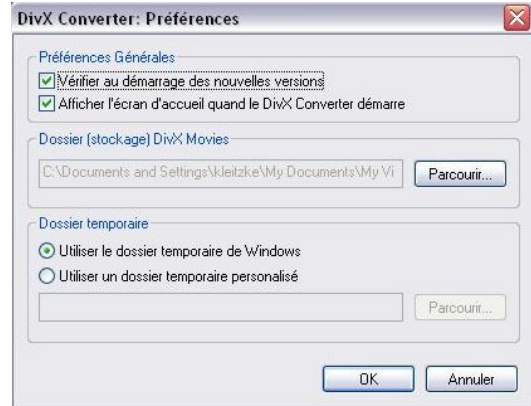 DivX Converter: Préférences
Préférences Générales
Vérifier au démarrage des nouvelles versions
Afficher l'écran d'accueil quand le DivX Converter démarre
Dossier (stockage) DivX Movies
C:\Documents and Settings\kleitzke\My Documents\My Vi
Parcourir...
Dossier temporaire
Utiliser le dossier temporaire de Windows
Utiliser un dossier temporaire personalisé
Parcourir...
OK
Annuler